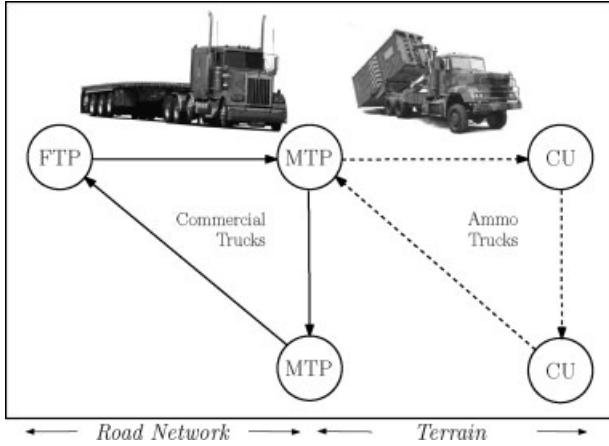 FTP
MTP
CU
Commercial
Trucks
Ammo
Trucks
MTP
CU
Road Network
Terrain